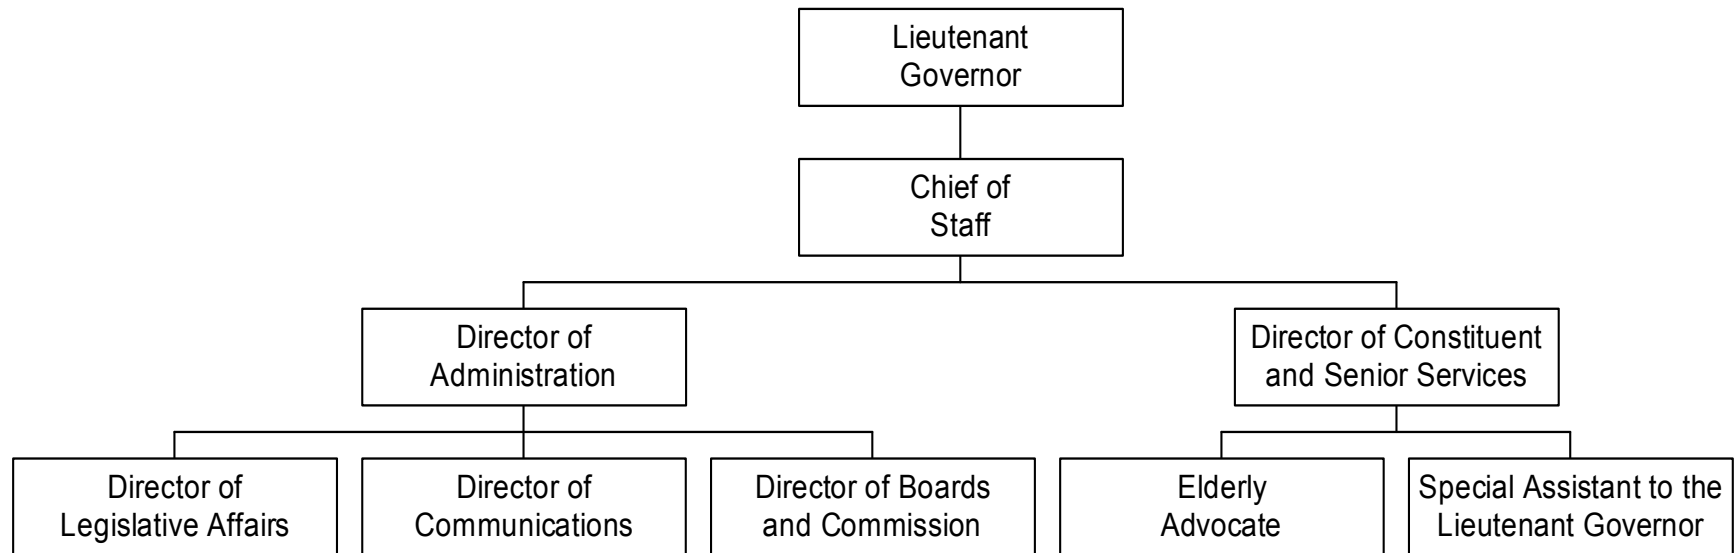 Lieutenant
Governor
Chief of
Staff
Director of
Administration
Director of Constituent
and Senior Services
Director of
Legislative Affairs
Director of
Communications
Director of Boards
and Commission
Elderly
Advocate
Special Assistant to the
Lieutenant Governor